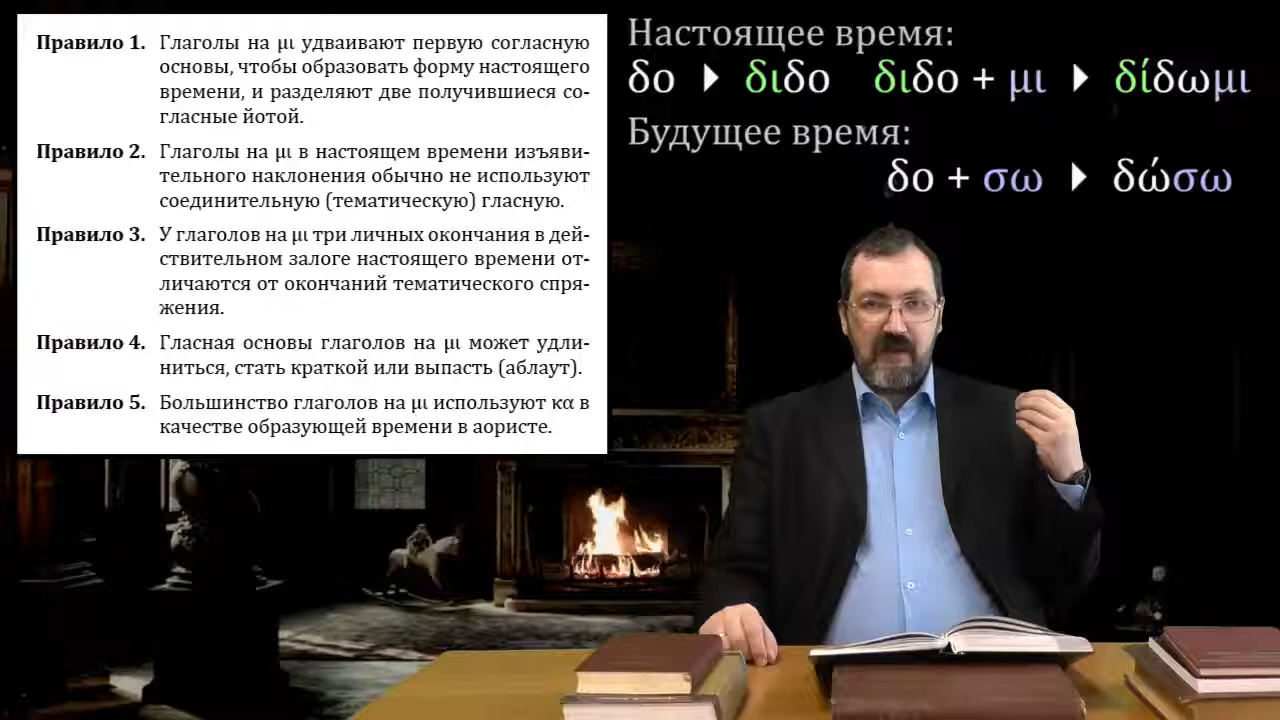 Правило 1. Глаголы на μι удваивают первую согласную
основы, чтобы образовать форму настоящего
времени, и разделяют две получившиеся со-
гласные йотой.
Правило 2. Глаголы на μι в настоящем времени изъяви-
тельного наклонения обычно не используют
соединительную (тематическую) гласную.
Правило 3. У глаголов на μι три личных окончания в дей-
ствительном залоге настоящего времени от-
личаются от окончаний тематического спря-
жения.
Правило 4. Гласная основы глаголов на μι может удли-
ниться, стать краткой или выпасть (аблаут).
Правило 5. Большинство глаголов на μι используют κα в
качестве образующей времени в аористе.
Настоящее время:
δο ▶ διδο διδο + μι ▶ δίδωμι
Будущее время:
δο + σω ▶ δώσω